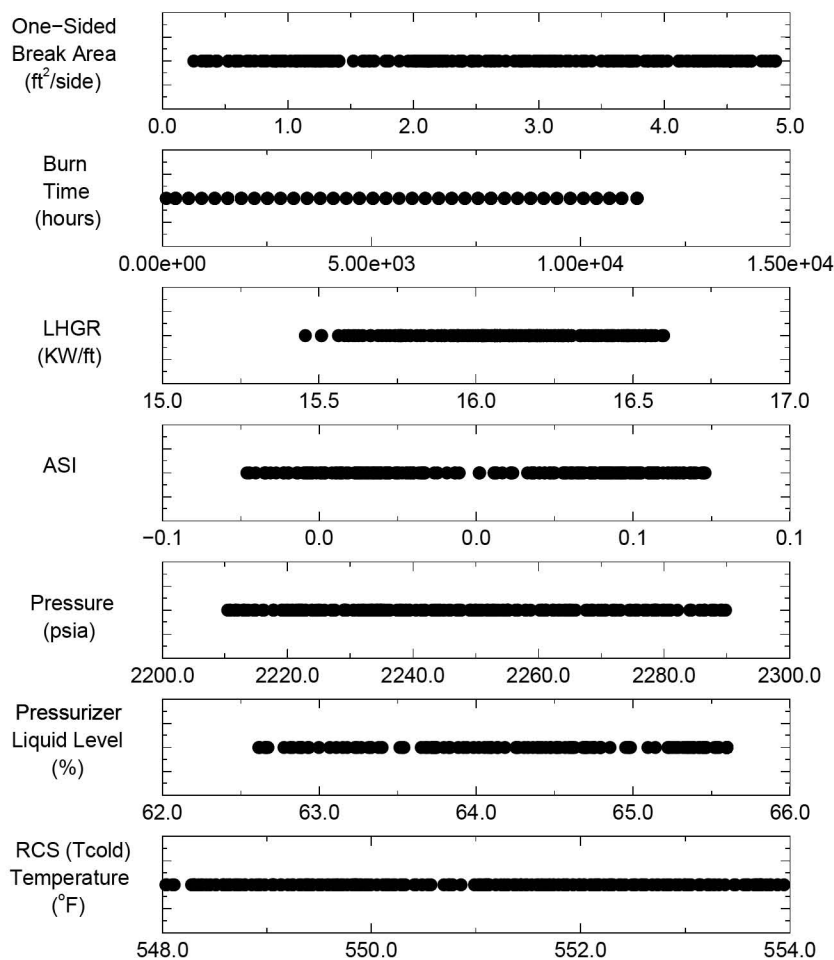 One−Sided
Break Area
(ft²/side)
0.0 1.0 2.0 3.0 4.0 5.0
Burn
Time
(hours)
0.00e+00 5.00e+03 1.00e+04 1.50e+04
LHGR
(KW/ft)
15.0 15.5 16.0 16.5 17.0
ASI
−0.1 0.0 0.0 0.1 0.1
Pressure
(psia)
2200.0 2220.0 2240.0 2260.0 2280.0 2300.0
Pressurizer
Liquid Level
(%)
62.0 63.0 64.0 65.0 66.0
RCS (Tcold)
Temperature
(°F)
548.0 550.0 552.0 554.0